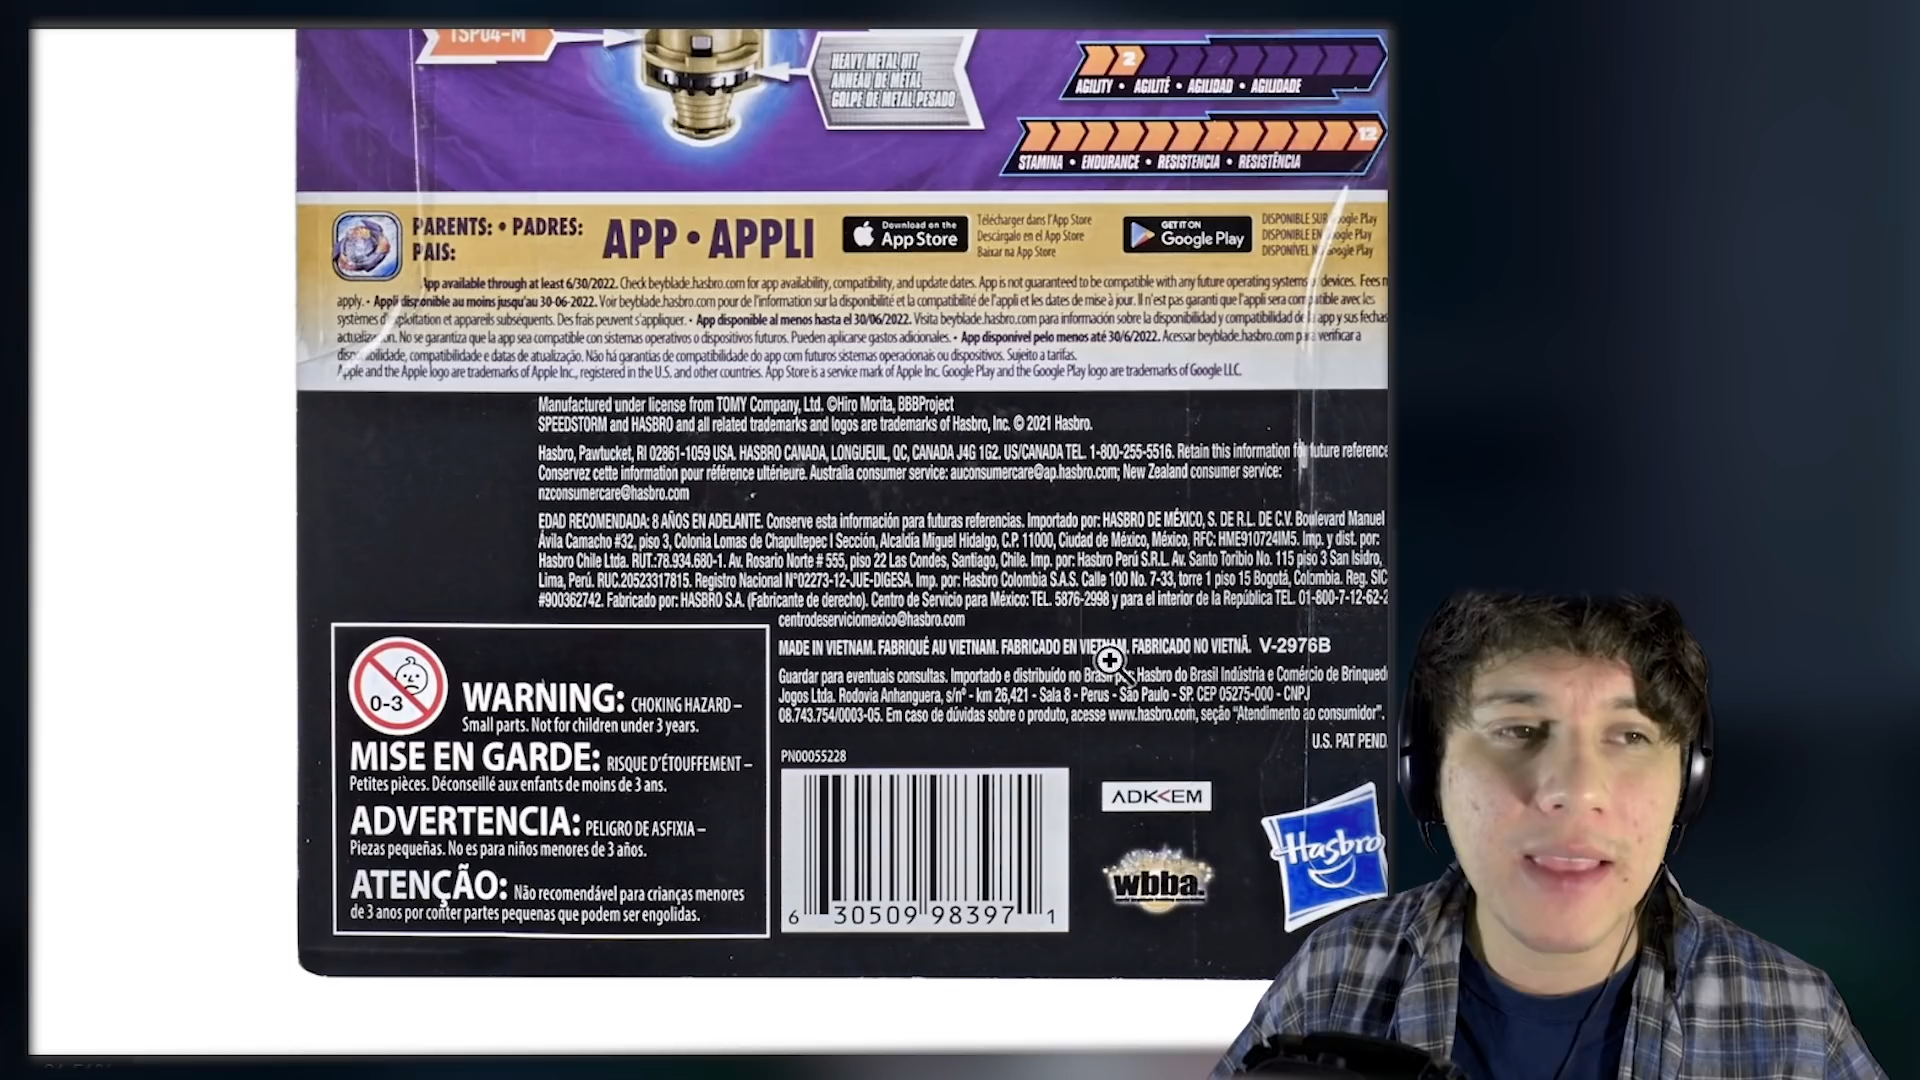 TSP04-M
HEAVY METAL HIT
ANNEAU DE METAL
GOLPE DE METAL PESADO
2
AGILITY • AGILITÉ • AGILIDAD • AGILIDADE
12
STAMINA • ENDURANCE • RESISTENCIA • RESISTÊNCIA
PARENTS: • PADRES:
PAIS:
APP • APPLI
Download on the
App Store
Télécharger dans l'App Store
Descárgalo en el App Store
Baixar na App Store
GET IT ON
Google Play
DISPONIBLE SUR Google Play
DISPONIBLE EN Google Play
DISPONÍVEL NO Google Play
App available through at least 6/30/2022. Check beyblade.hasbro.com for app availability, compatibility, and update dates. App is not guaranteed to be compatible with any future operating systems or devices. Fees
apply. • Appli disponible au moins jusqu'au 30-06-2022. Voir beyblade.hasbro.com pour de l'information sur la disponibilité et la compatibilité de l'appli et les dates de mise à jour. Il n'est pas garanti que l'appli sera compatible avec les
systèmes d'exploitation et appareils subséquents. Des frais peuvent s'appliquer. • App disponible al menos hasta el 30/06/2022. Visita beyblade.hasbro.com para información sobre la disponibilidad y compatibilidad de la app y sus fechas
actualización. No se garantiza que la app sea compatible con sistemas operativos o dispositivos futuros. Pueden aplicarse gastos adicionales. • App disponível pelo menos até 30/6/2022. Acessar beyblade.hasbro.com para verificar a
disponibilidade, compatibilidade e datas de atualização. Não há garantias de compatibilidade do app com futuros sistemas operacionais ou dispositivos. Sujeito a tarifas.
Apple and the Apple logo are trademarks of Apple Inc., registered in the U.S. and other countries. App Store is a service mark of Apple Inc. Google Play and the Google Play logo are trademarks of Google LLC.
Manufactured under license from TOMY Company, Ltd. ©Hiro Morita, BBBProject
SPEEDSTORM and HASBRO and all related trademarks and logos are trademarks of Hasbro, Inc. © 2021 Hasbro.
Hasbro, Pawtucket, RI 02861-1059 USA. HASBRO CANADA, LONGUEUIL, QC, CANADA J4G 1G2. US/CANADA TEL. 1-800-255-5516. Retain this information for future reference
Conservez cette information pour référence ultérieure. Australia consumer service: auconsumercare@ap.hasbro.com; New Zealand consumer service:
nzconsumercare@hasbro.com
EDAD RECOMENDADA: 8 AÑOS EN ADELANTE. Conserve esta información para futuras referencias. Importado por: HASBRO DE MÉXICO, S. DE R.L. DE C.V. Boulevard Manuel
Ávila Camacho #32, piso 3, Colonia Lomas de Chapultepec I Sección, Alcaldía Miguel Hidalgo, C.P. 11000, Ciudad de México, México. RFC: HME910724IM5. Imp. y dist. por:
Hasbro Chile Ltda. RUT.:78.934.680-1. Av. Rosario Norte # 555, piso 22 Las Condes, Santiago, Chile. Imp. por: Hasbro Perú S.R.L. Av. Santo Toribio No. 115 piso 3 San Isidro,
Lima, Perú. RUC.20523317815. Registro Nacional N°02273-12-JUE-DIGESA. Imp. por: Hasbro Colombia S.A.S. Calle 100 No. 7-33, torre 1 piso 15 Bogotá, Colombia. Reg. SIC
#900362742. Fabricado por: HASBRO S.A. (Fabricante de derecho). Centro de Servicio para México: TEL. 5876-2998 y para el interior de la República TEL. 01-800-7-12-62-2
centrodeserviciomexico@hasbro.com
MADE IN VIETNAM. FABRIQUÉ AU VIETNAM. FABRICADO EN VIETNAM. FABRICADO NO VIETNÃ. V-2976B
Guardar para eventuais consultas. Importado e distribuído no Brasil por: Hasbro do Brasil Indústria e Comércio de Brinqued
Jogos Ltda. Rodovia Anhanguera, s/nº - km 26,421 - Sala 8 - Perus - São Paulo - SP. CEP 05275-000 - CNPJ
08.743.754/0003-05. Em caso de dúvidas sobre o produto, acesse www.hasbro.com, seção "Atendimento ao consumidor".
U.S. PAT PEND.
0-3
WARNING: CHOKING HAZARD –
Small parts. Not for children under 3 years.
MISE EN GARDE: RISQUE D'ÉTOUFFEMENT –
Petites pièces. Déconseillé aux enfants de moins de 3 ans.
ADVERTENCIA: PELIGRO DE ASFIXIA –
Piezas pequeñas. No es para niños menores de 3 años.
ATENÇÃO: Não recomendável para crianças menores
de 3 anos por conter partes pequenas que podem ser engolidas.
PN00055228
6 30509 98397 1
ADK<EM
wbba.
Hasbro